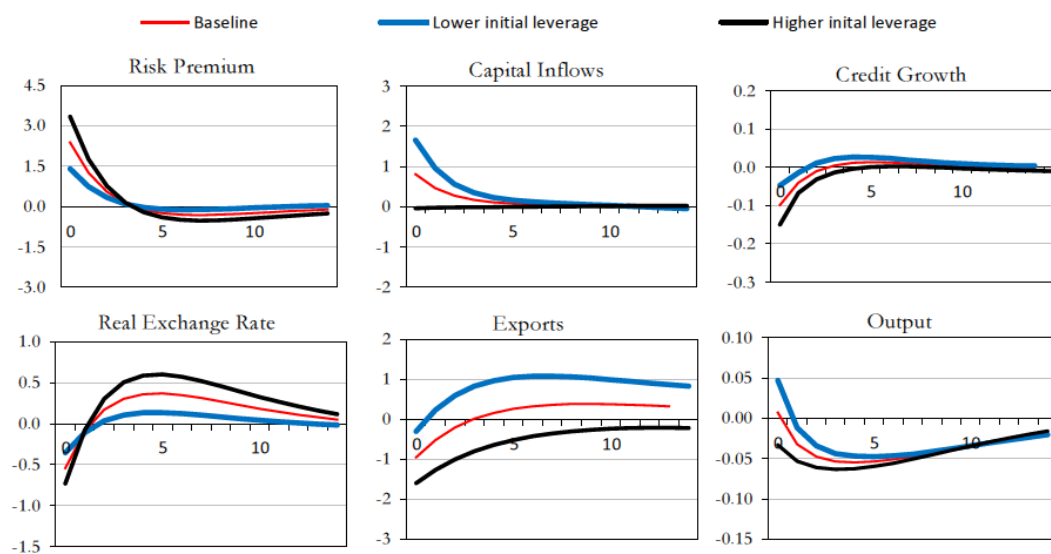 Baseline Lower initial leverage Higher inital leverage
Risk Premium
4.5
3.0
1.5
0.0
-1.5
-3.0
0 5 10
Capital Inflows
3
2
1
0
-1
-2
0 5 10
Credit Growth
0.2
0.1
0.0
-0.1
-0.2
-0.3
0 5 10
Real Exchange Rate
1.0
0.5
0.0
-0.5
-1.0
-1.5
0 5 10
Exports
2
1
0
-1
-2
-3
0 5 10
Output
0.10
0.05
0.00
-0.05
-0.10
-0.15
0 5 10